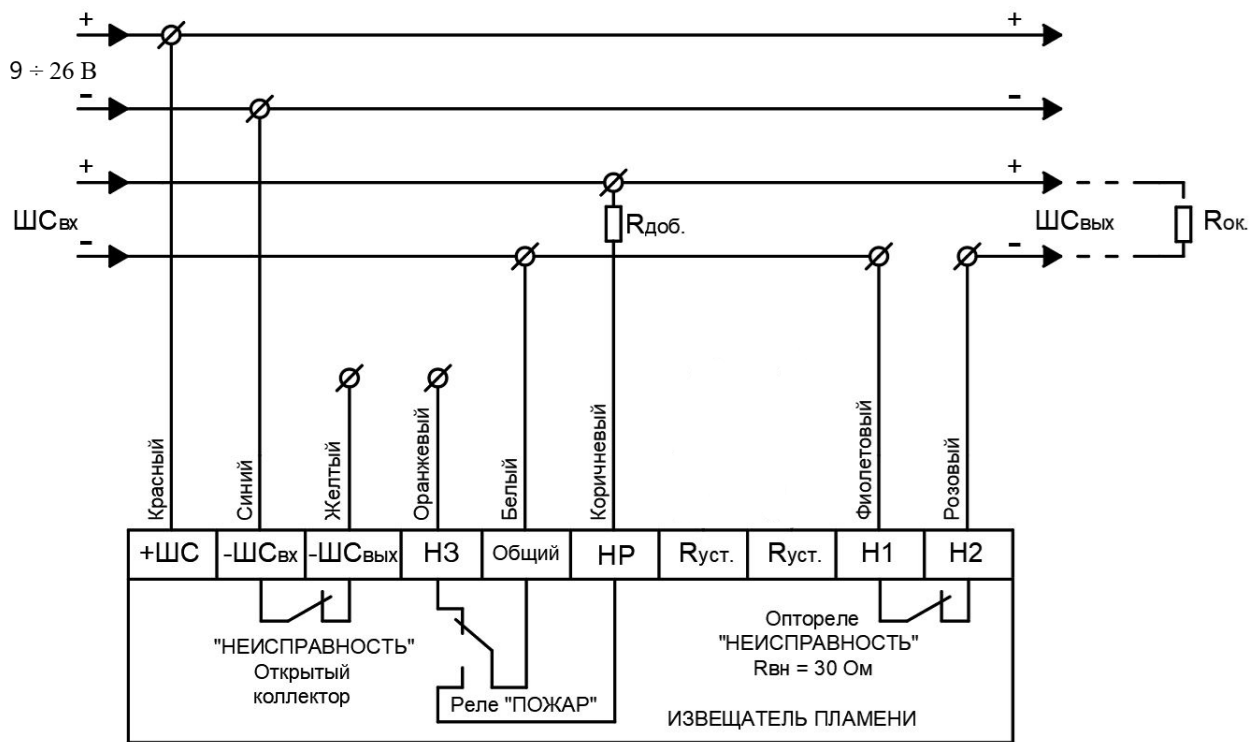 + +
9 ÷ 26 В
- -
+ +
Rдоб.
ШСвх ШСвых Rок.
- -
Красный
Синий
Желтый
Оранжевый
Белый
Коричневый
Фиолетовый
Розовый
+ШС -ШСвх -ШСвых НЗ Общий НР Rуст. Rуст. Н1 Н2
"НЕИСПРАВНОСТЬ"
Открытый
коллектор
Реле "ПОЖАР"
Оптореле
"НЕИСПРАВНОСТЬ"
Rвн = 30 Ом
ИЗВЕЩАТЕЛЬ ПЛАМЕНИ